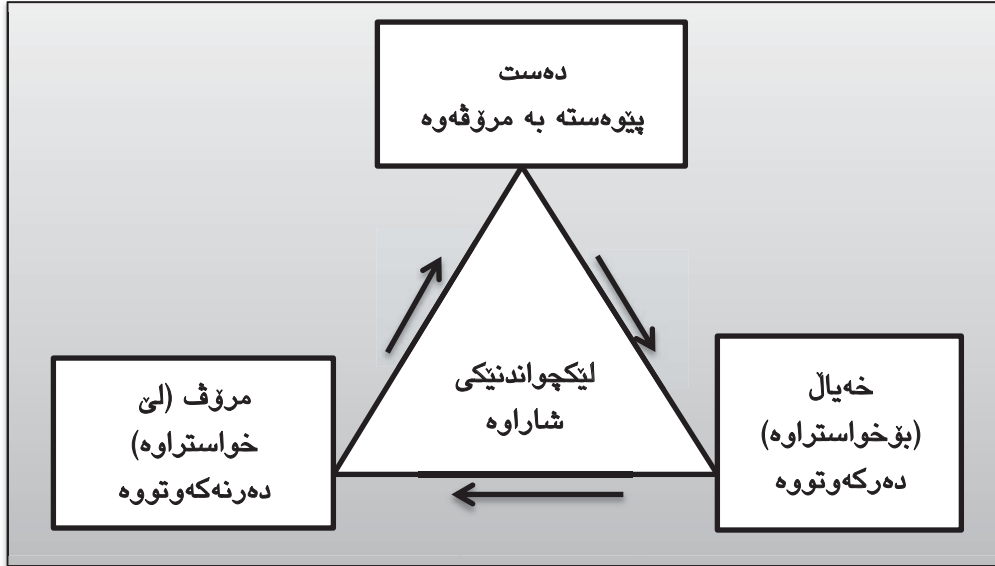 دەست
پێوەستە بە مرۆڤەوە
لێکچواندنێکی
شاراوە
خەیاڵ
(بۆخواستراوە)
دەرکەوتووە
مرۆڤ (لێ
خواستراوە)
دەرنەکەوتووە